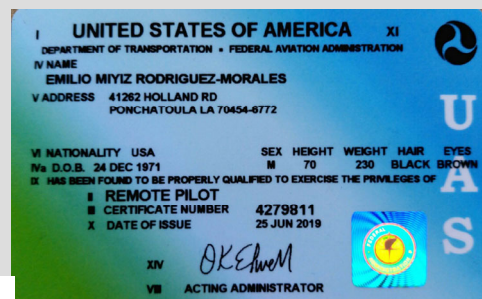 I UNITED STATES OF AMERICA XI
DEPARTMENT OF TRANSPORTATION • FEDERAL AVIATION ADMINISTRATION
IV NAME
EMILIO MIYIZ RODRIGUEZ-MORALES
V ADDRESS 41262 HOLLAND RD
PONCHATOULA LA 70454-6772
VI NATIONALITY USA SEX HEIGHT WEIGHT HAIR EYES
IVa D.O.B. 24 DEC 1971 M 70 230 BLACK BROWN
IX HAS BEEN FOUND TO BE PROPERLY QUALIFIED TO EXERCISE THE PRIVILEGES OF
II REMOTE PILOT
III CERTIFICATE NUMBER 4279811
X DATE OF ISSUE 25 JUN 2019
XIV
VIII ACTING ADMINISTRATOR
UAS
FEDERAL